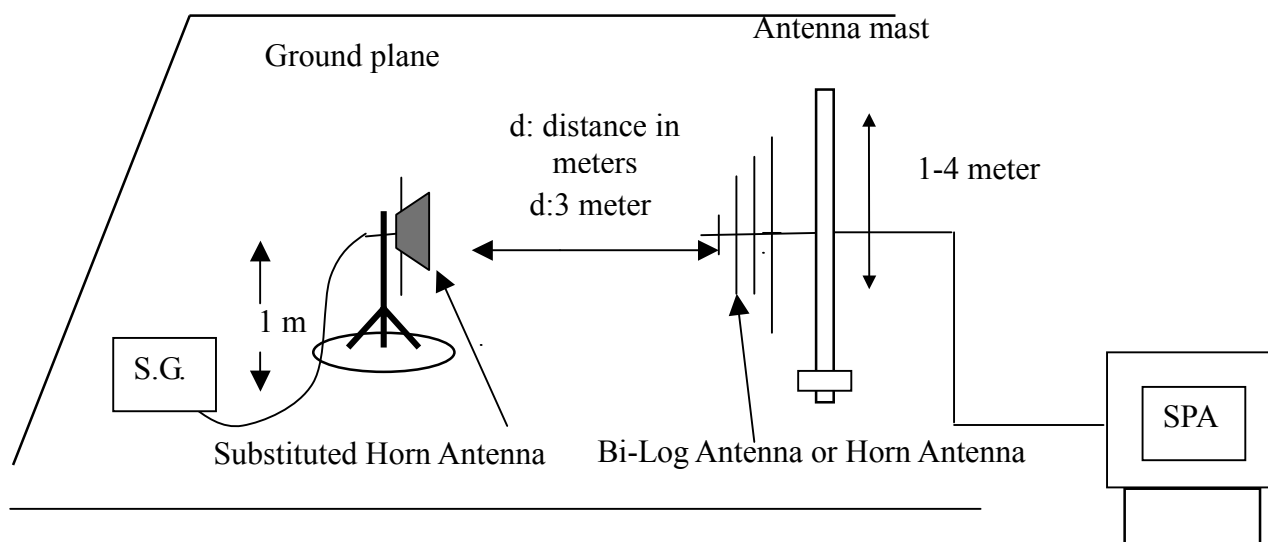 Antenna mast
Ground plane
d: distance in
meters
d:3 meter
1-4 meter
1 m
S.G.
SPA
Substituted Horn Antenna
Bi-Log Antenna or Horn Antenna